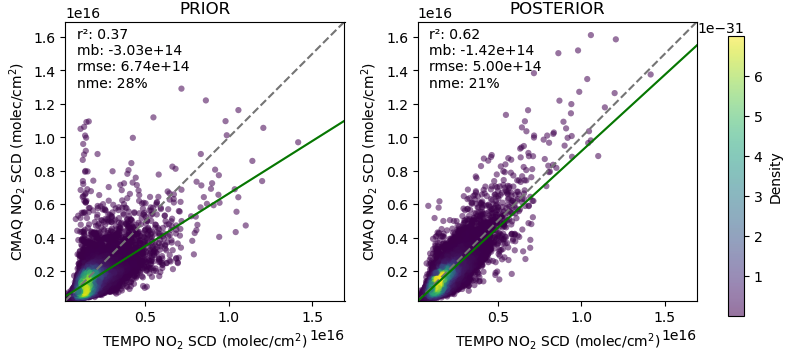 PRIOR
1e16
r²: 0.37
mb: -3.03e+14
rmse: 6.74e+14
nme: 28%
CMAQ NO₂ SCD (molec/cm²)
1.6
1.4
1.2
1.0
0.8
0.6
0.4
0.2
0.5
1.0
1.5
1e16
TEMPO NO₂ SCD (molec/cm²)
POSTERIOR
1e16
r²: 0.62
mb: -1.42e+14
rmse: 5.00e+14
nme: 21%
CMAQ NO₂ SCD (molec/cm²)
1.6
1.4
1.2
1.0
0.8
0.6
0.4
0.2
0.5
1.0
1.5
1e16
TEMPO NO₂ SCD (molec/cm²)
1e−31
6
5
4
3
2
1
Density